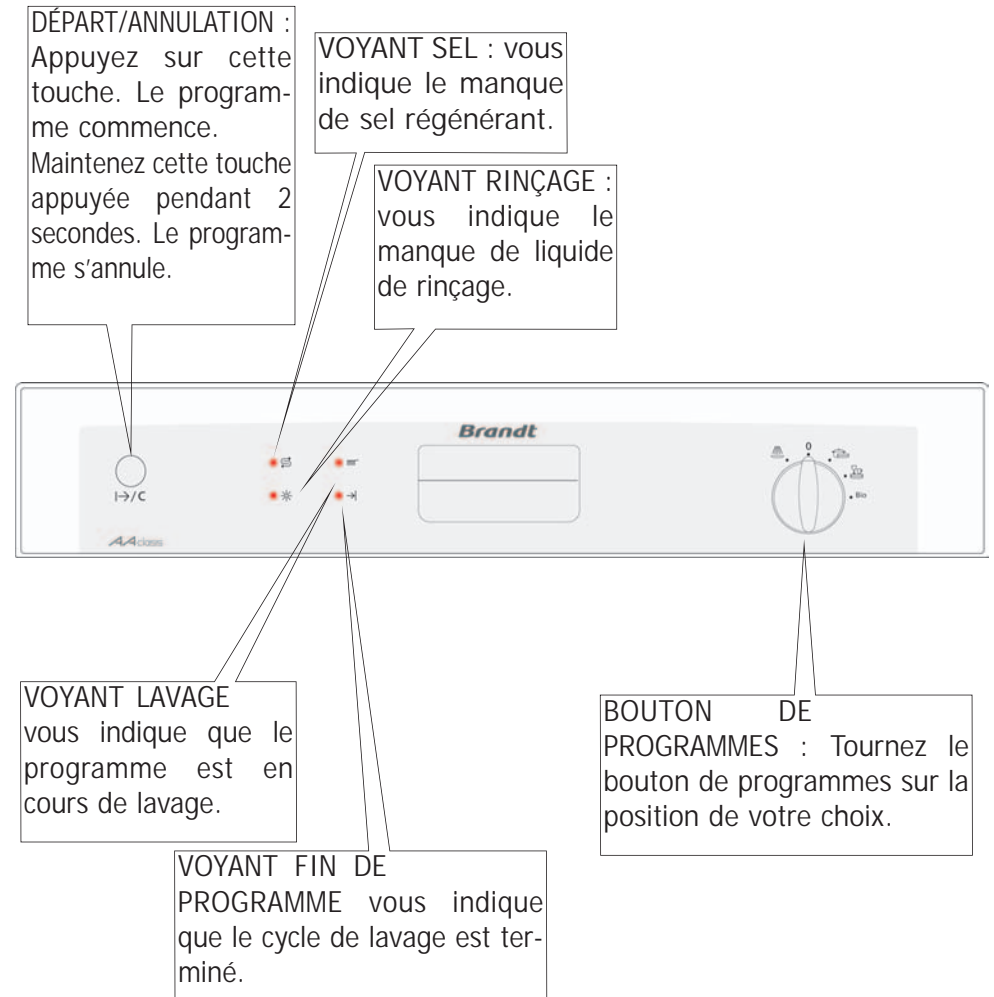 DÉPART/ANNULATION :
Appuyez sur cette
touche. Le program-
me commence.
Maintenez cette touche
appuyée pendant 2
secondes. Le program-
me s'annule.
VOYANT SEL : vous
indique le manque
de sel régénérant.
VOYANT RINÇAGE :
vous indique le
manque de liquide
de rinçage.
Brandt
0
Bio
I→/C
AA class
VOYANT LAVAGE
vous indique que le
programme est en
cours de lavage.
BOUTON DE
PROGRAMMES : Tournez le
bouton de programmes sur la
position de votre choix.
VOYANT FIN DE
PROGRAMME vous indique
que le cycle de lavage est ter-
miné.